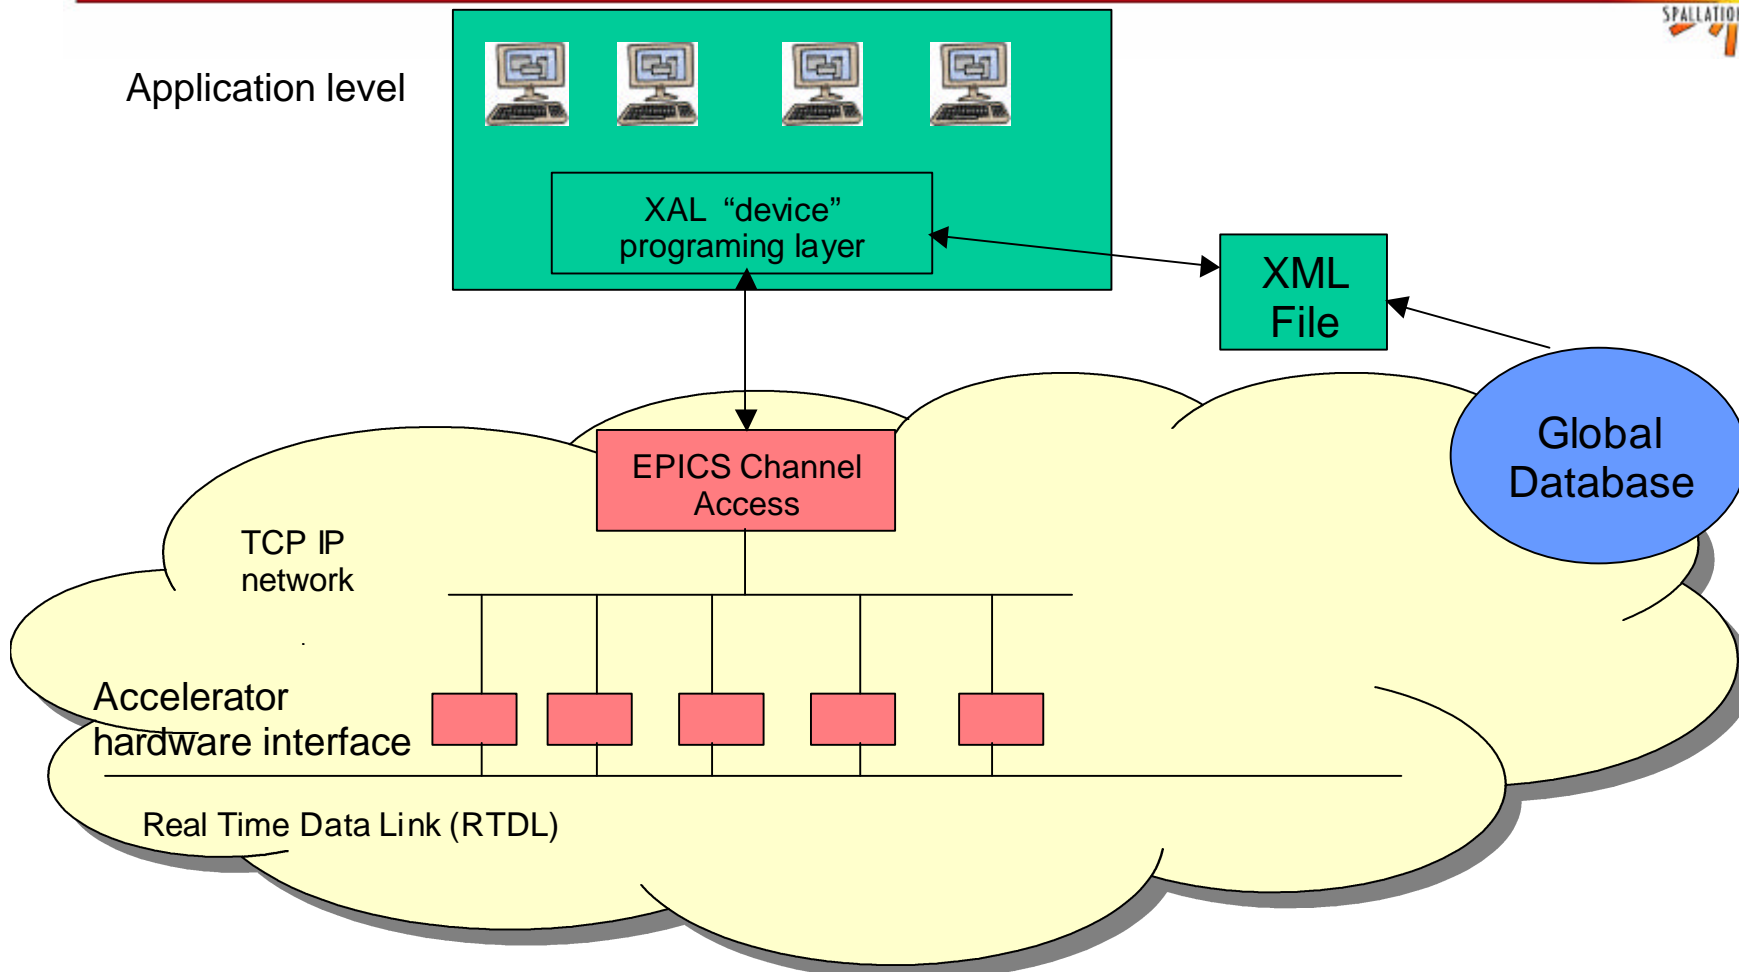 SPALLATION
Application level
XAL “device”
programing layer
XML
File
Global
Database
EPICS Channel
Access
TCP IP
network
Accelerator
hardware interface
Real Time Data Link (RTDL)